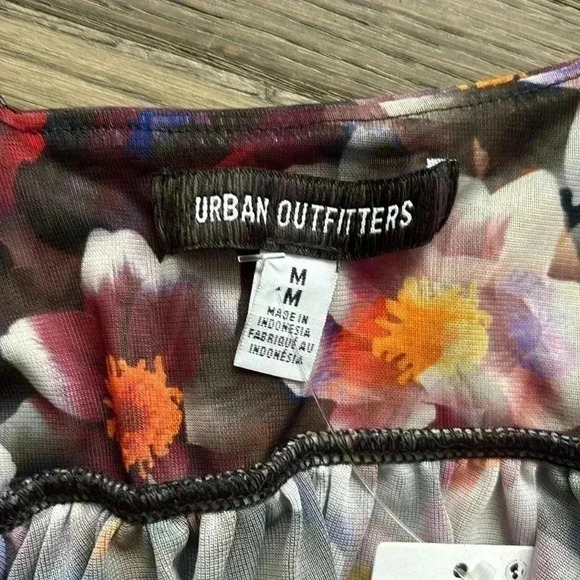 URBAN OUTFITTERS
M
M
MADE IN
INDONESIA
FABRIQUÉ AU
INDONÉSIA